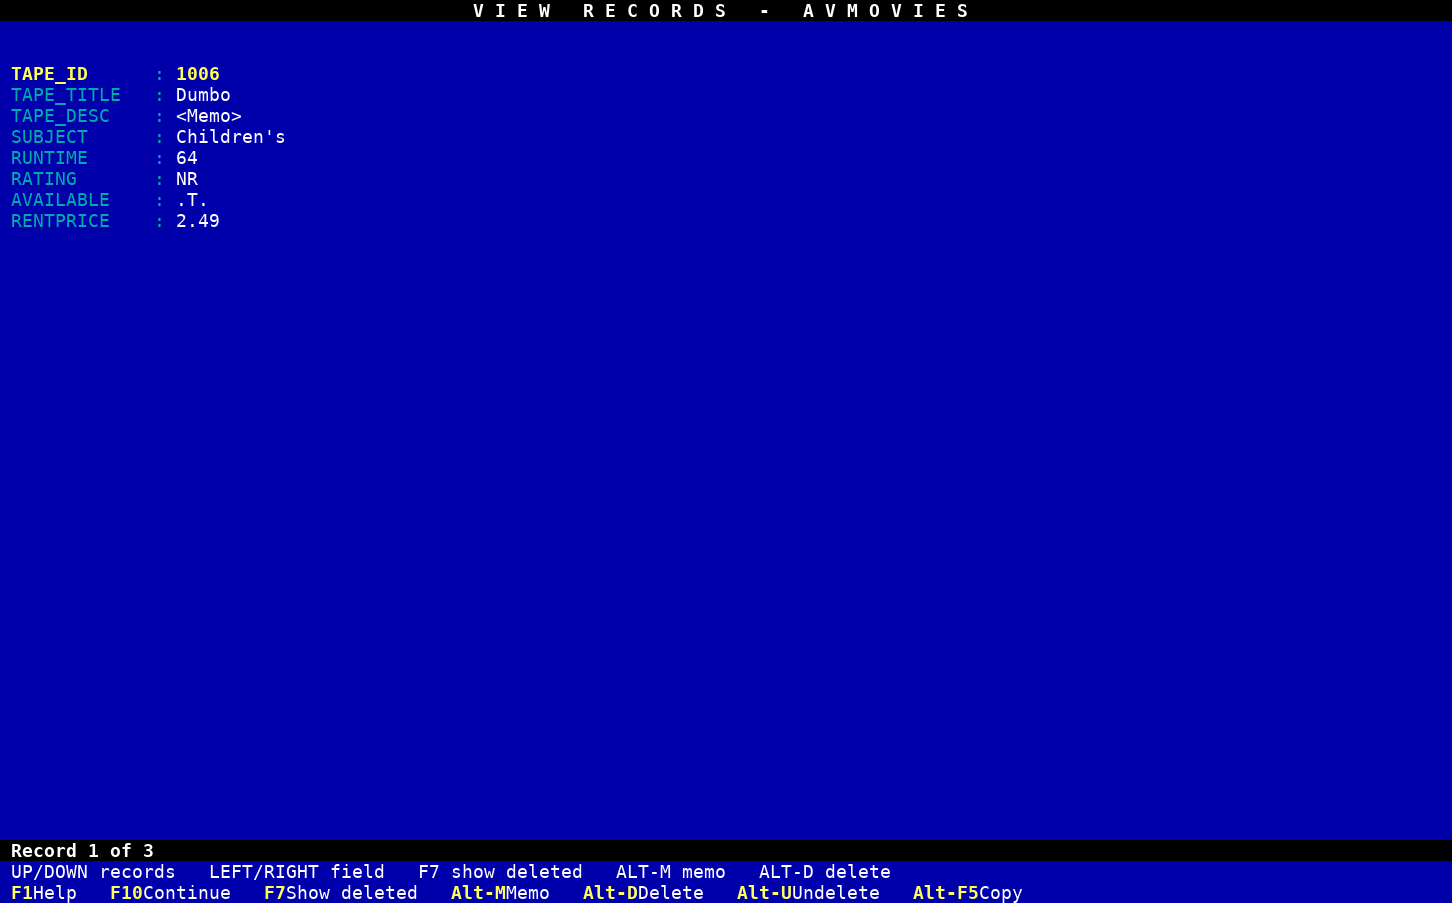 V I E W   R E C O R D S   -   A V M O V I E S
TAPE_ID : 1006
TAPE_TITLE : Dumbo
TAPE_DESC : <Memo>
SUBJECT : Children's
RUNTIME : 64
RATING : NR
AVAILABLE : .T.
RENTPRICE : 2.49
Record 1 of 3
UP/DOWN records   LEFT/RIGHT field   F7 show deleted   ALT-M memo   ALT-D delete
F1Help   F10Continue   F7Show deleted   Alt-MMemo   Alt-DDelete   Alt-UUndelete   Alt-F5Copy